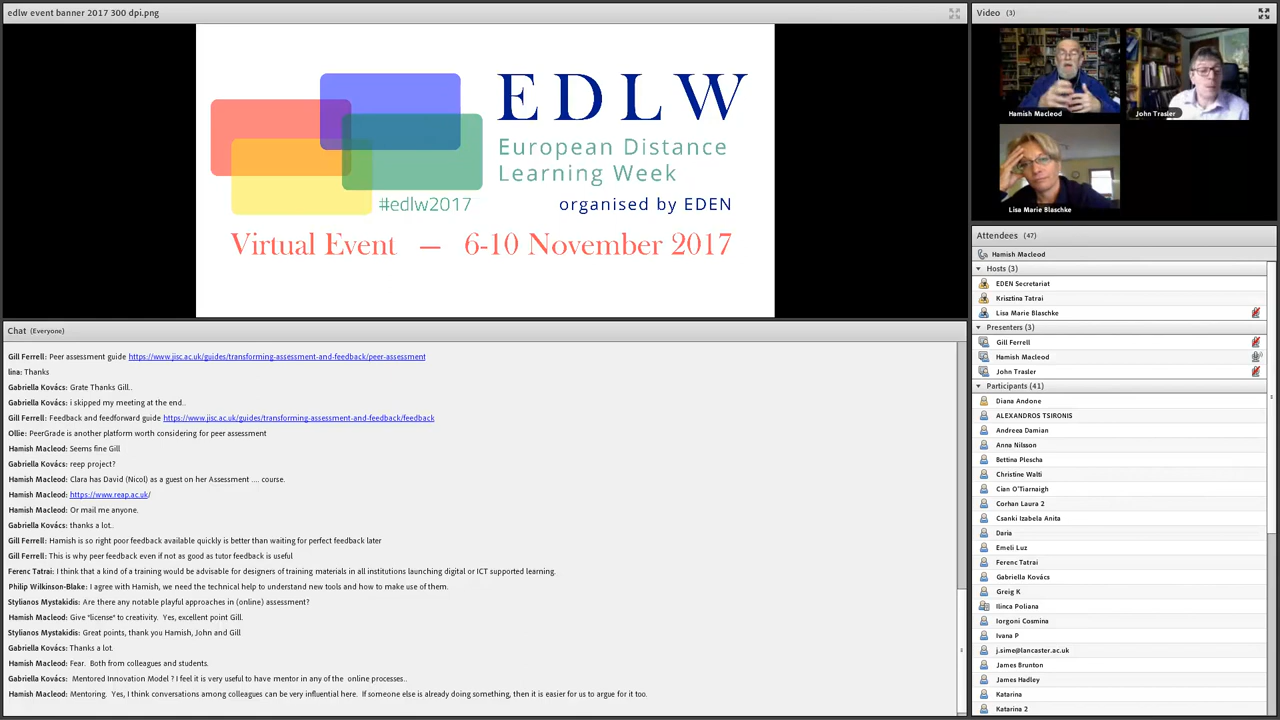 edlw event banner 2017 300 dpi.png
EDLW
European Distance
Learning Week
#edlw2017
organised by EDEN
Virtual Event — 6-10 November 2017
Chat (Everyone)
Gill Ferrell: Peer assessment guide https://www.jisc.ac.uk/guides/transforming-assessment-and-feedback/peer-assessment
lina: Thanks
Gabriella Kovács: Grate Thanks Gill..
Gabriella Kovács: i skipped my meeting at the end..
Gill Ferrell: Feedback and feedforward guide https://www.jisc.ac.uk/guides/transforming-assessment-and-feedback/feedback
Ollie: PeerGrade is another platform worth considering for peer assessment
Hamish Macleod: Seems fine Gill
Gabriella Kovács: reep project?
Hamish Macleod: Clara has David (Nicol) as a guest on her Assessment .... course.
Hamish Macleod: https://www.reap.ac.uk/
Hamish Macleod: Or mail me anyone.
Gabriella Kovács: thanks a lot..
Gill Ferrell: Hamish is so right poor feedback available quickly is better than waiting for perfect feedback later
Gill Ferrell: This is why peer feedback even if not as good as tutor feedback is useful
Ferenc Tatrai: I think that a kind of a training would be advisable for designers of training materials in all institutions launching digital or ICT supported learning.
Philip Wilkinson-Blake: I agree with Hamish, we need the technical help to understand new tools and how to make use of them.
Stylianos Mystakidis: Are there any notable playful approaches in (online) assessment?
Hamish Macleod: Give "license" to creativity. Yes, excellent point Gill.
Stylianos Mystakidis: Great points, thank you Hamish, John and Gill
Gabriella Kovács: Thanks a lot.
Hamish Macleod: Fear. Both from colleagues and students.
Gabriella Kovács: Mentored Innovation Model ? I feel it is very useful to have mentor in any of the online processes..
Hamish Macleod: Mentoring. Yes, I think conversations among colleagues can be very influential here. If someone else is already doing something, then it is easier for us to argue for it too.
Video (3)
Hamish Macleod
John Trasler
Lisa Marie Blaschke
Attendees (47)
Hamish Macleod
Hosts (3)
EDEN Secretariat
Krisztina Tatrai
Lisa Marie Blaschke
Presenters (3)
Gill Ferrell
Hamish Macleod
John Trasler
Participants (41)
Diana Andone
ALEXANDROS TSIRONIS
Andreea Damian
Anna Nilsson
Bettina Plescha
Christine Walti
Cian O'Tiarnaigh
Corhan Laura 2
Csanki Izabela Anita
Daria
Emeli Luz
Ferenc Tatrai
Gabriella Kovács
Greig K
Ilinca Poliana
Iorgoni Cosmina
Ivana P
j.sime@lancaster.ac.uk
James Brunton
James Hadley
Katarina
Katarina 2